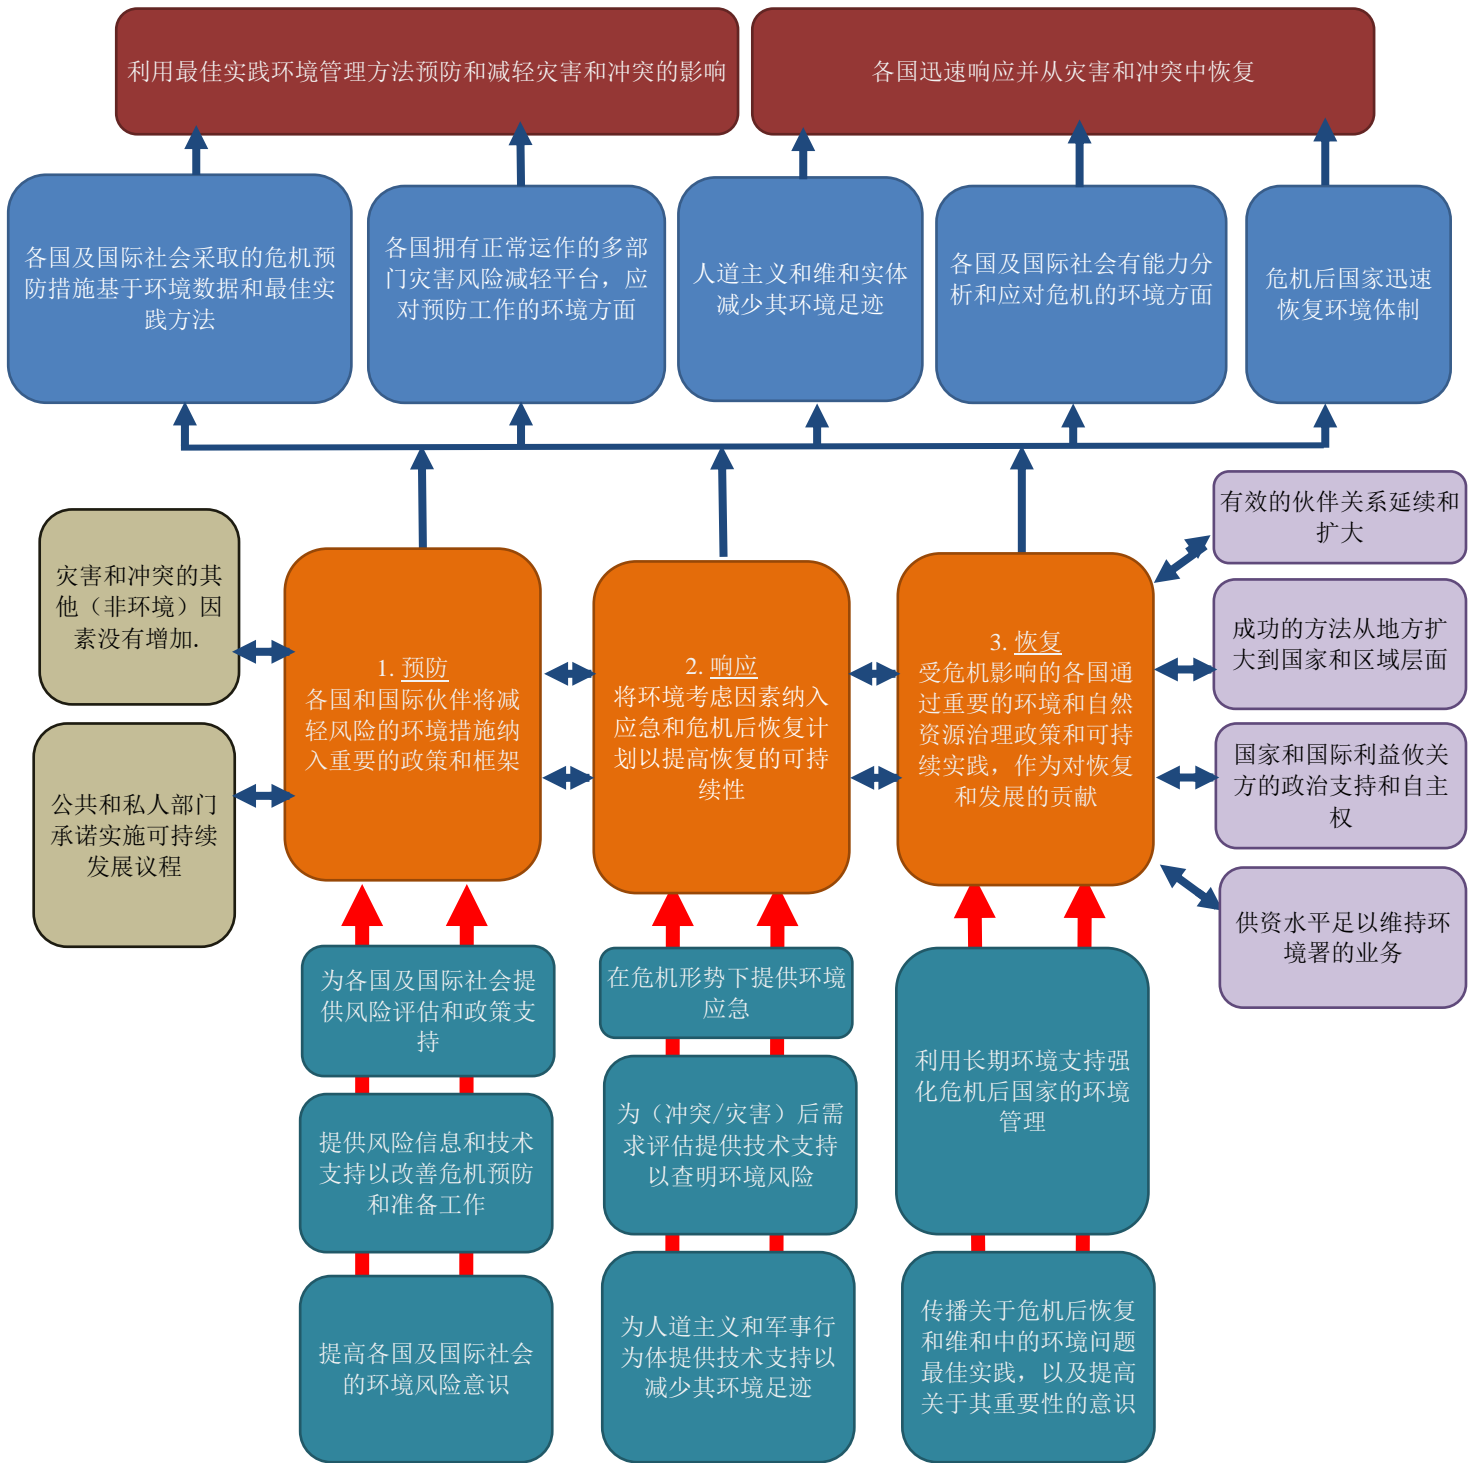 利用最佳实践环境管理方法预防和减轻灾害和冲突的影响
各国迅速响应并从灾害和冲突中恢复
各国及国际社会采取的危机预
防措施基于环境数据和最佳实
践方法
各国拥有正常运作的多部
门灾害风险减轻平台，应
对预防工作的环境方面
人道主义和维和实体
减少其环境足迹
各国及国际社会有能力分
析和应对危机的环境方面
危机后国家迅速
恢复环境体制
灾害和冲突的其
他（非环境）因
素没有增加.
公共和私人部门
承诺实施可持续
发展议程
1. 预防
各国和国际伙伴将减
轻风险的环境措施纳
入重要的政策和框架
2. 响应
将环境考虑因素纳入
应急和危机后恢复计
划以提高恢复的可持
续性
3. 恢复
受危机影响的各国通
过重要的环境和自然
资源治理政策和可持
续实践，作为对恢复
和发展的贡献
有效的伙伴关系延续和
扩大
成功的方法从地方扩
大到国家和区域层面
国家和国际利益攸关
方的政治支持和自主
权
供资水平足以维持环
境署的业务
为各国及国际社会提
供风险评估和政策支
持
提供风险信息和技术
支持以改善危机预防
和准备工作
提高各国及国际社会
的环境风险意识
在危机形势下提供环境
应急
为（冲突/灾害）后需
求评估提供技术支持
以查明环境风险
为人道主义和军事行
为体提供技术支持以
减少其环境足迹
利用长期环境支持强
化危机后国家的环境
管理
传播关于危机后恢复
和维和中的环境问题
最佳实践，以及提高
关于其重要性的意识